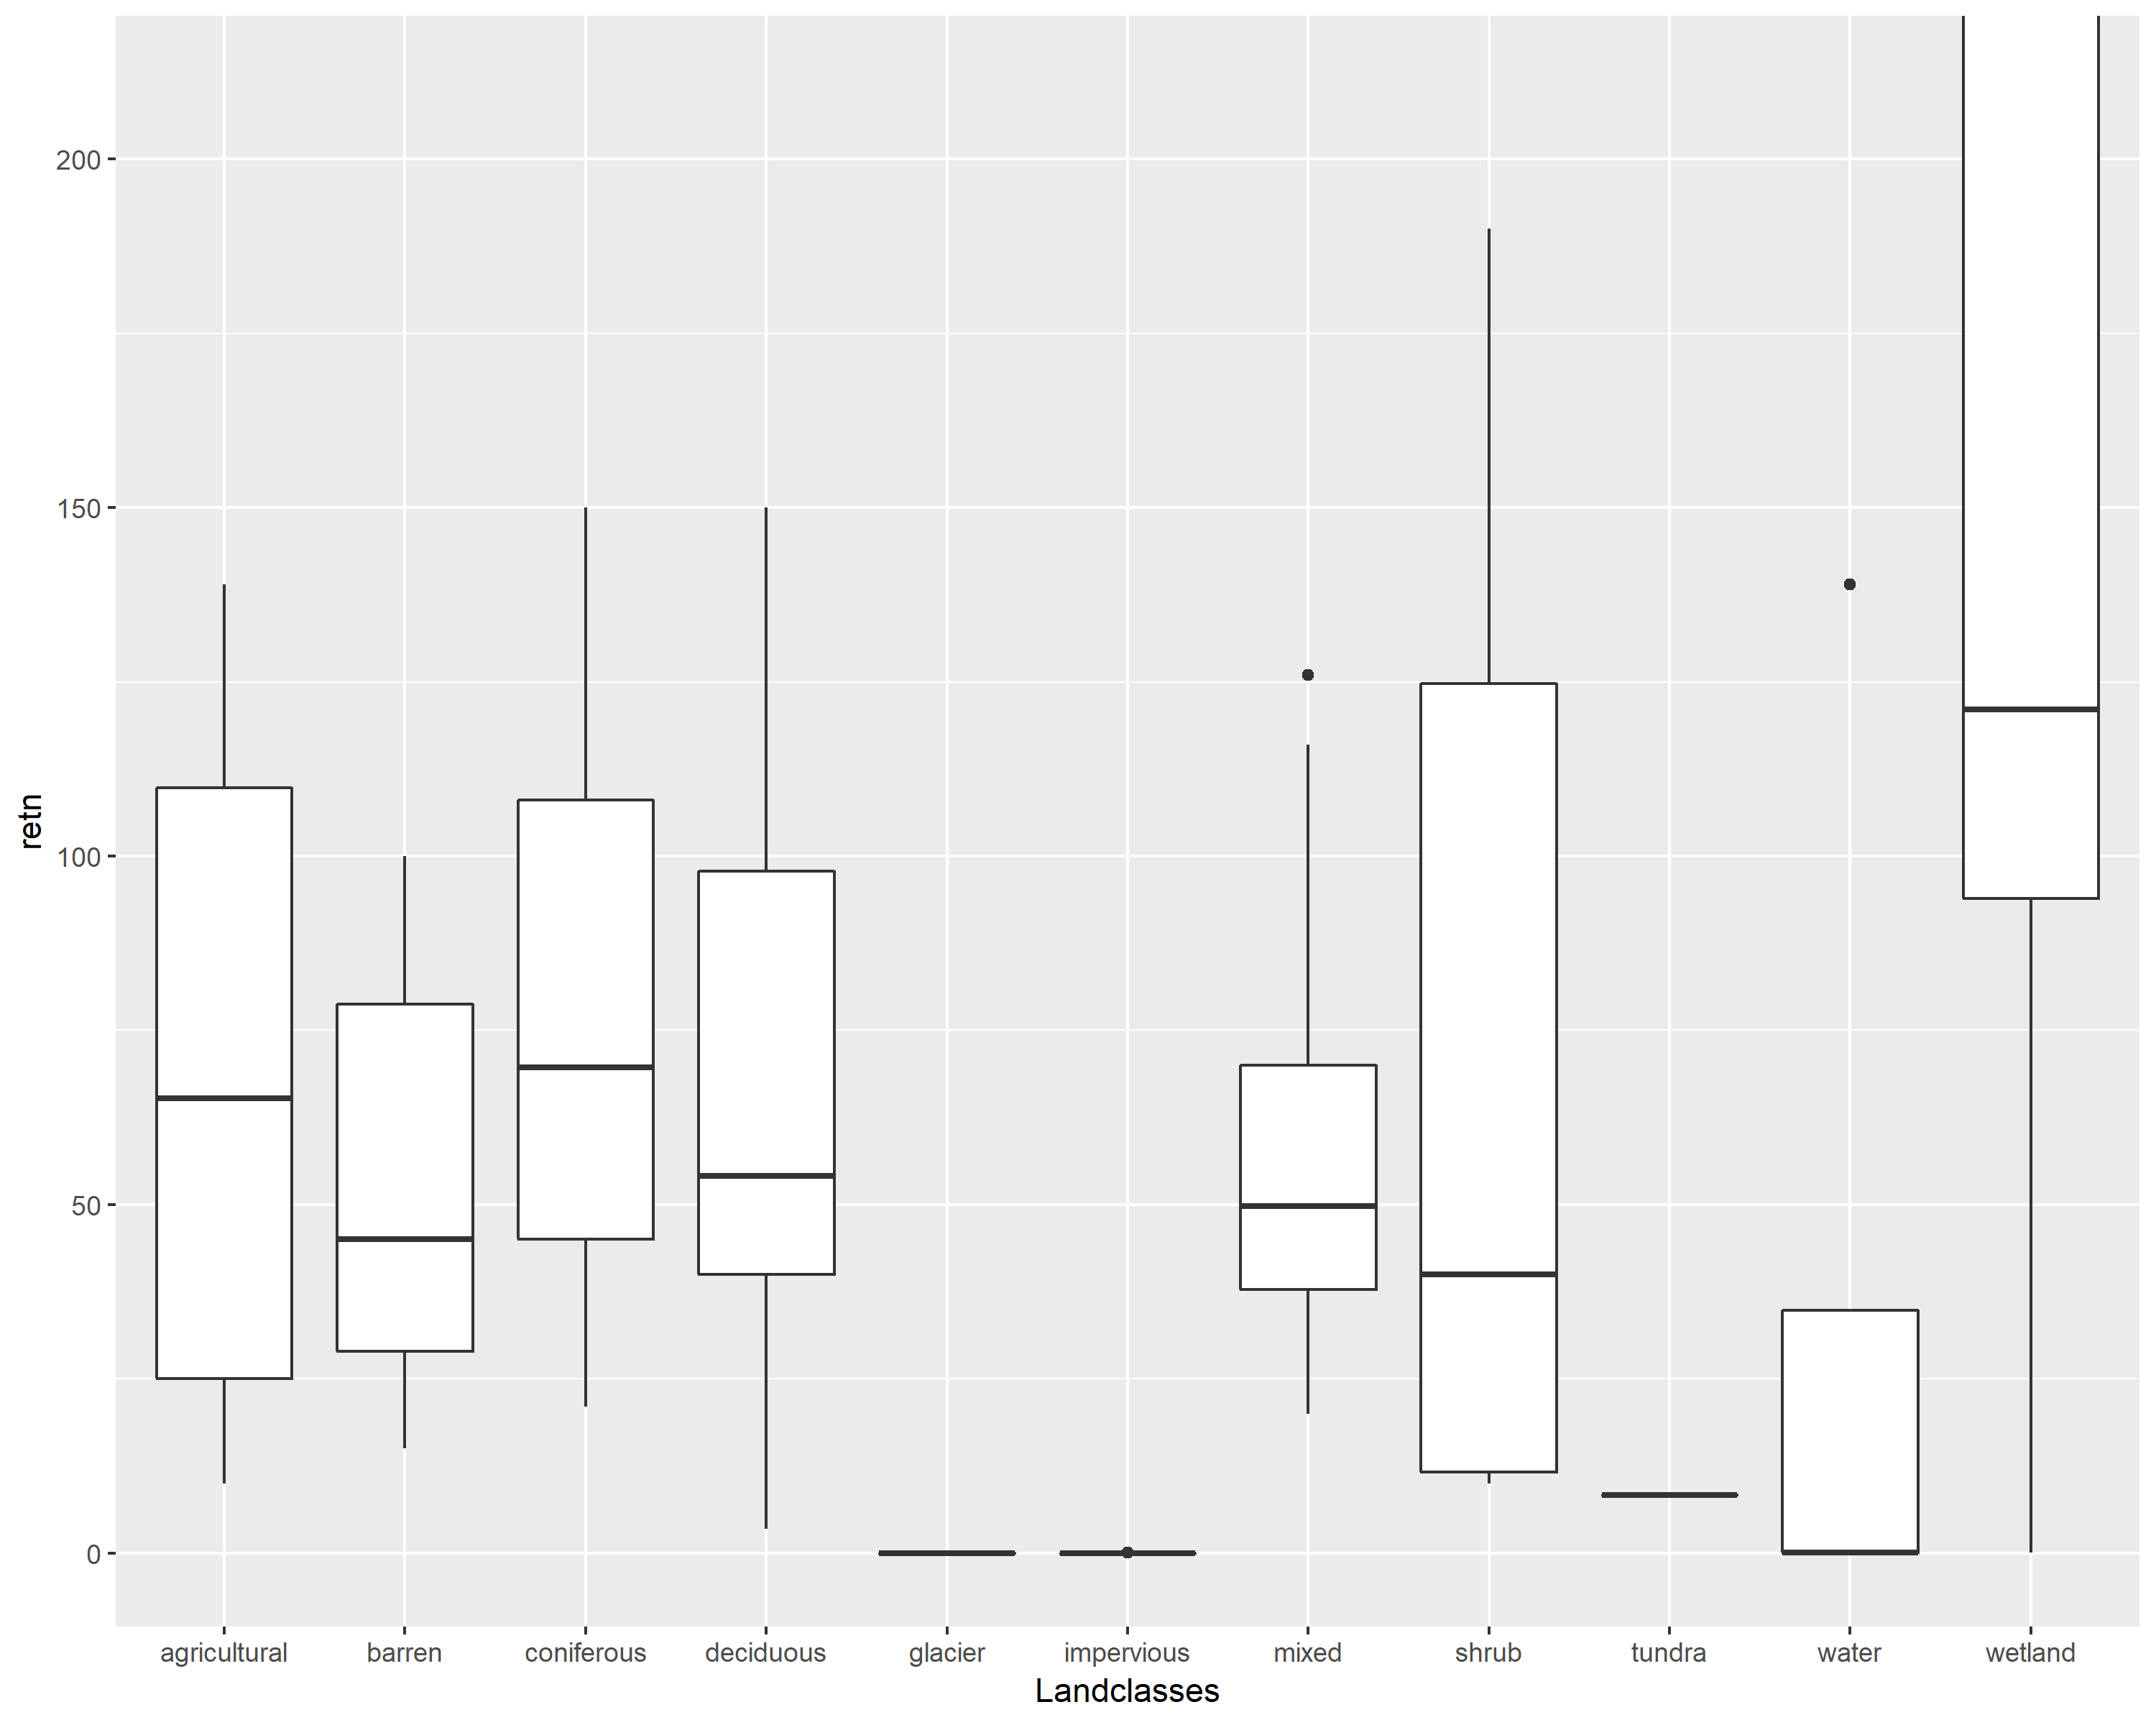 retn
200
150
100
50
0
agricultural barren coniferous deciduous glacier impervious mixed shrub tundra water wetland
Landclasses